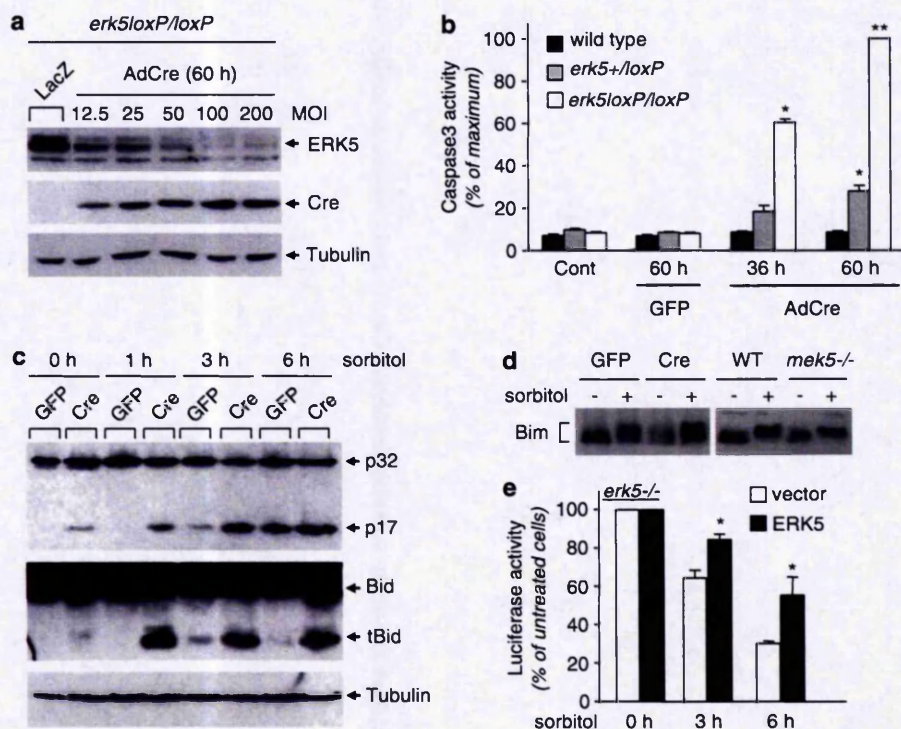 a
erk5loxP/loxP
AdCre (60 h)
LacZ
12.5 25 50 100 200 MOI
ERK5
Cre
Tubulin
b
wild type
erk5+/loxP
erk5loxP/loxP
Caspase3 activity
(% of maximum)
100
80
60
40
20
0
*
*
**
Cont 60 h 36 h 60 h
GFP AdCre
c
0 h 1 h 3 h 6 h sorbitol
GFP Cre GFP Cre GFP Cre GFP Cre
p32
p17
Bid
tBid
Tubulin
d
GFP Cre WT mek5-/-
sorbitol - + - + - + - +
Bim
e
erk5-/-
vector
ERK5
Luciferase activity
(% of untreated cells)
100
80
60
40
20
0
*
*
sorbitol 0 h 3 h 6 h